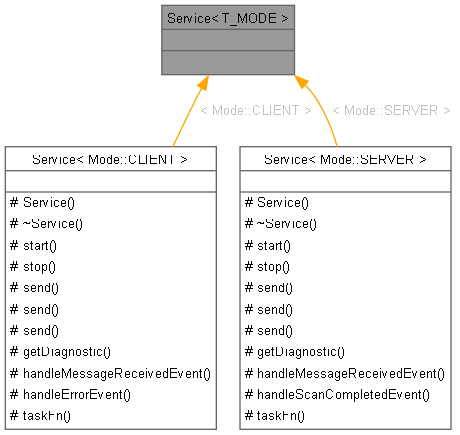 Service< T_MODE >
< Mode::CLIENT >
< Mode::SERVER >
Service< Mode::CLIENT >
# Service()
# ~Service()
# start()
# stop()
# send()
# send()
# send()
# getDiagnostic()
# handleMessageReceivedEvent()
# handleErrorEvent()
# taskFn()
Service< Mode::SERVER >
# Service()
# ~Service()
# start()
# stop()
# send()
# send()
# send()
# getDiagnostic()
# handleMessageReceivedEvent()
# handleScanCompletedEvent()
# taskFn()